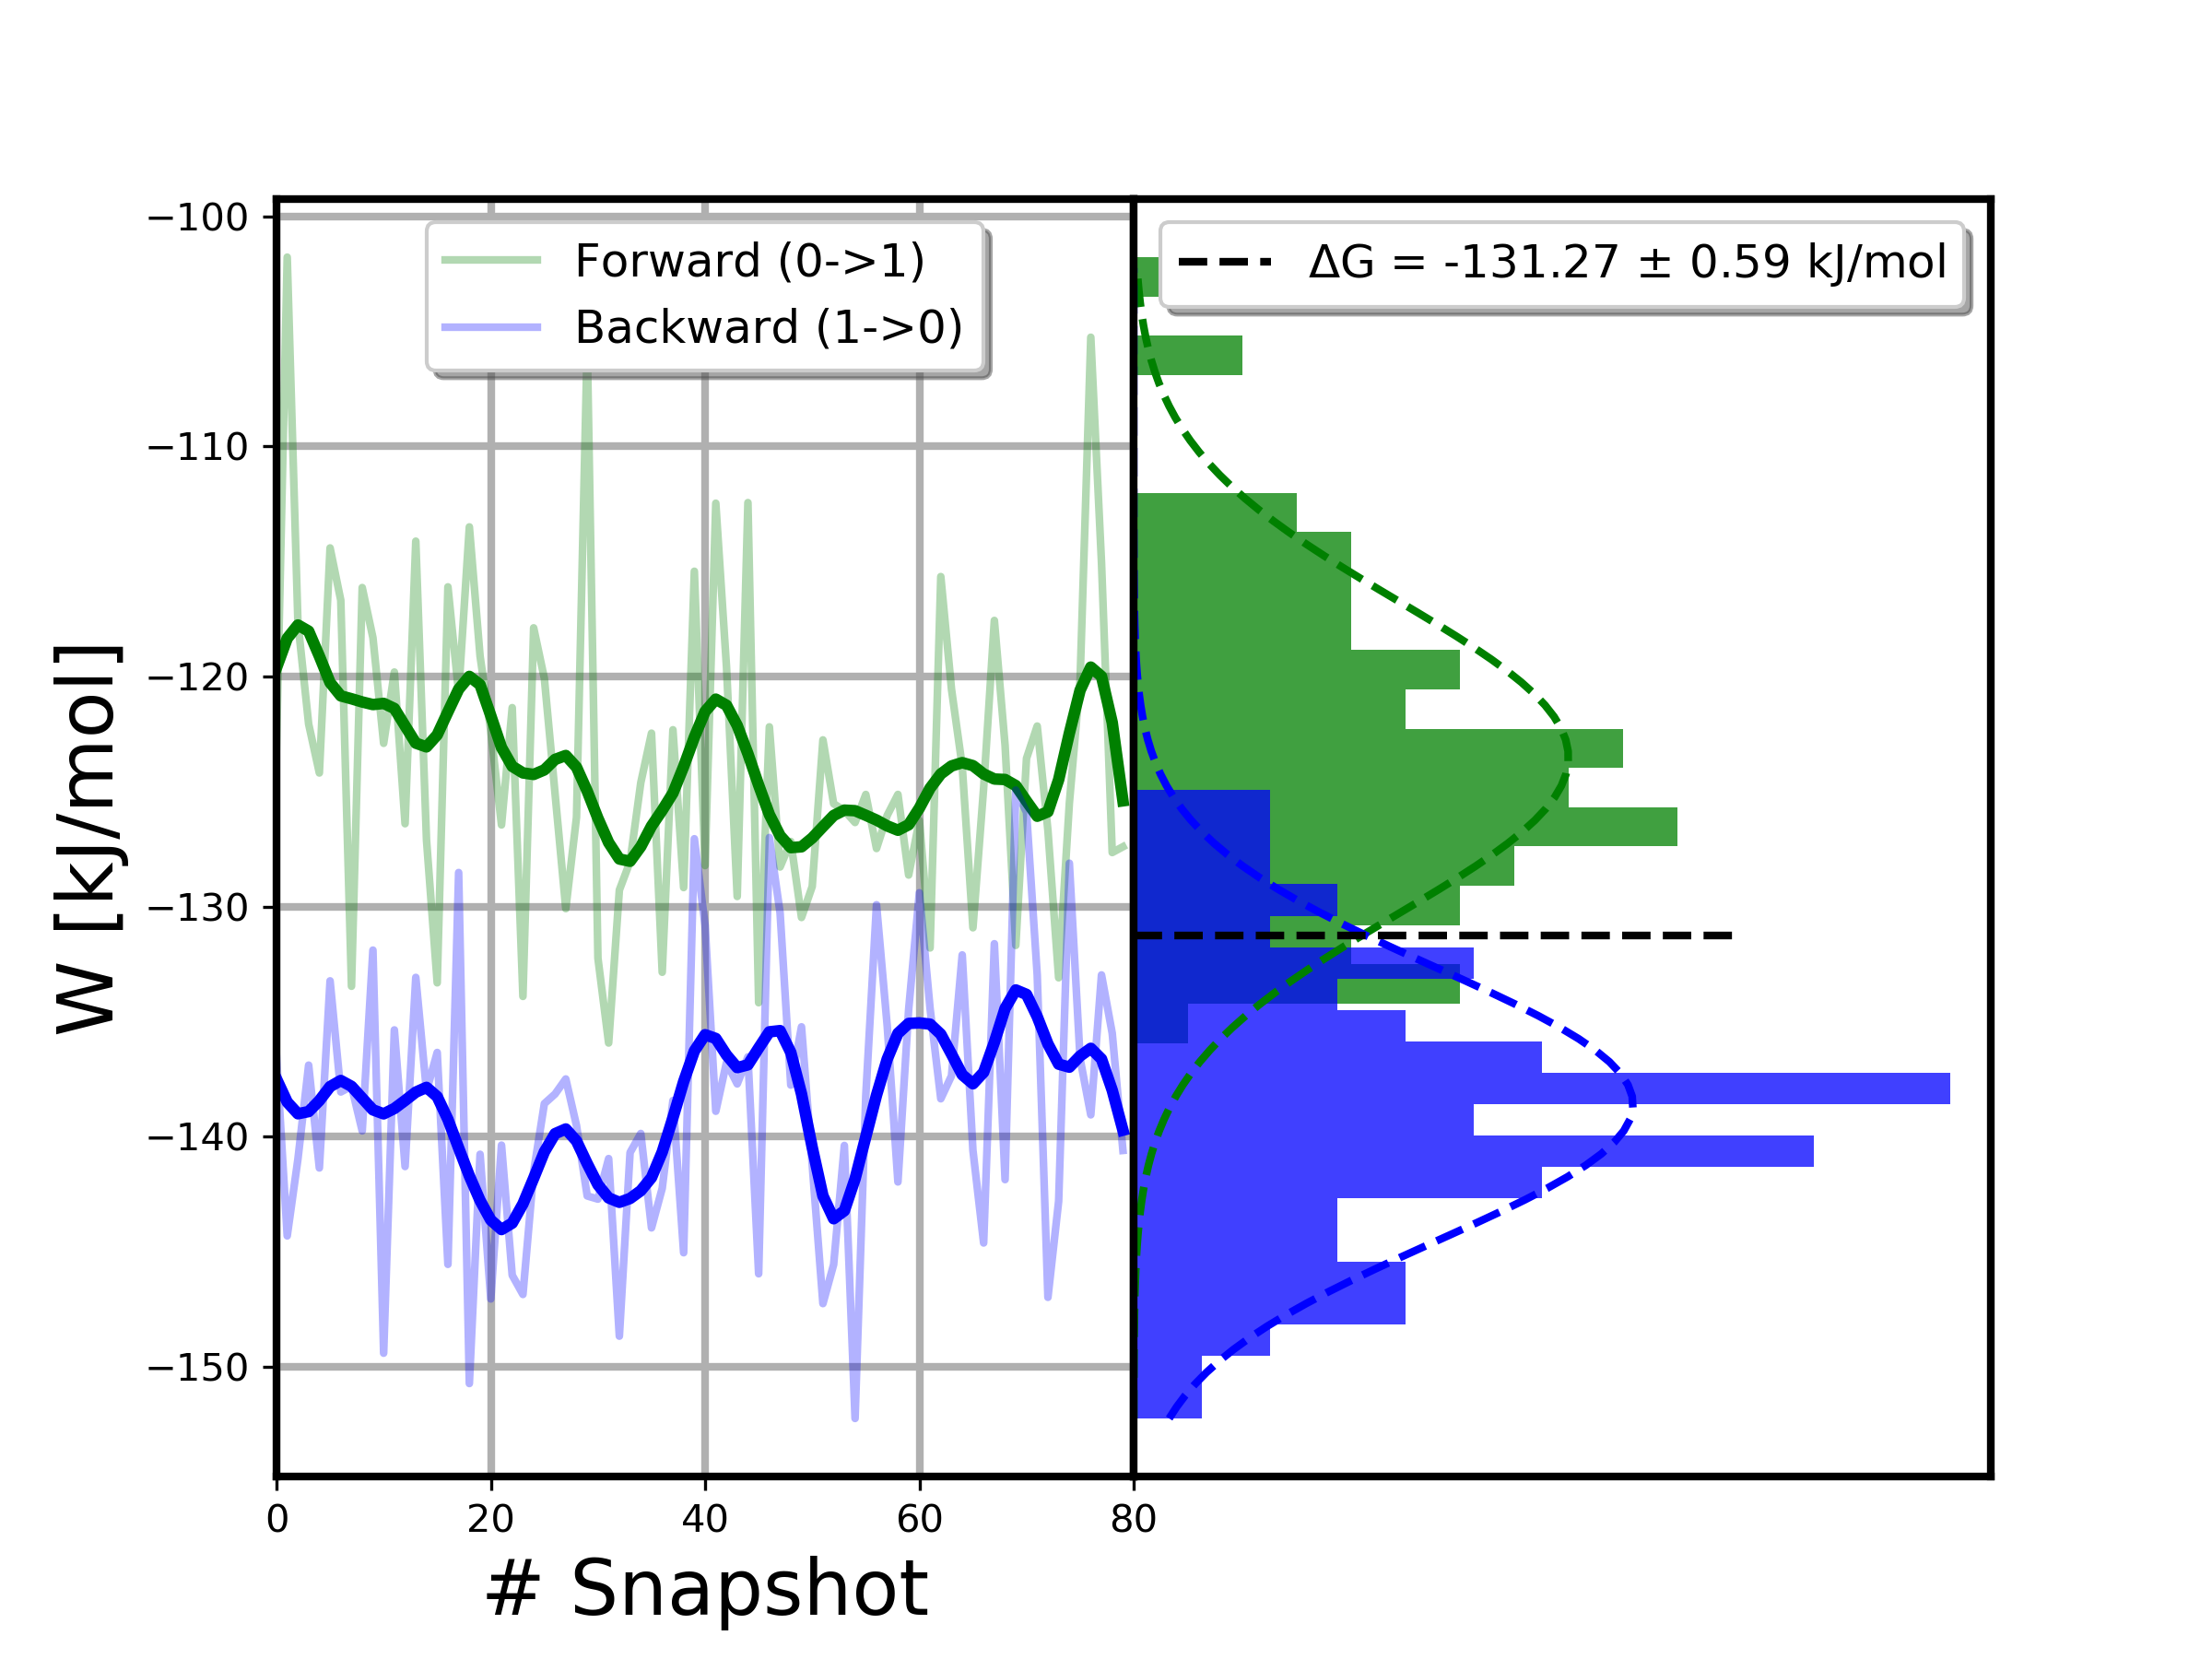 Forward (0->1)
Backward (1->0)
ΔG = -131.27 ± 0.59 kJ/mol
W [kJ/mol]
−100
−110
−120
−130
−140
−150
0 20 40 60 80
# Snapshot